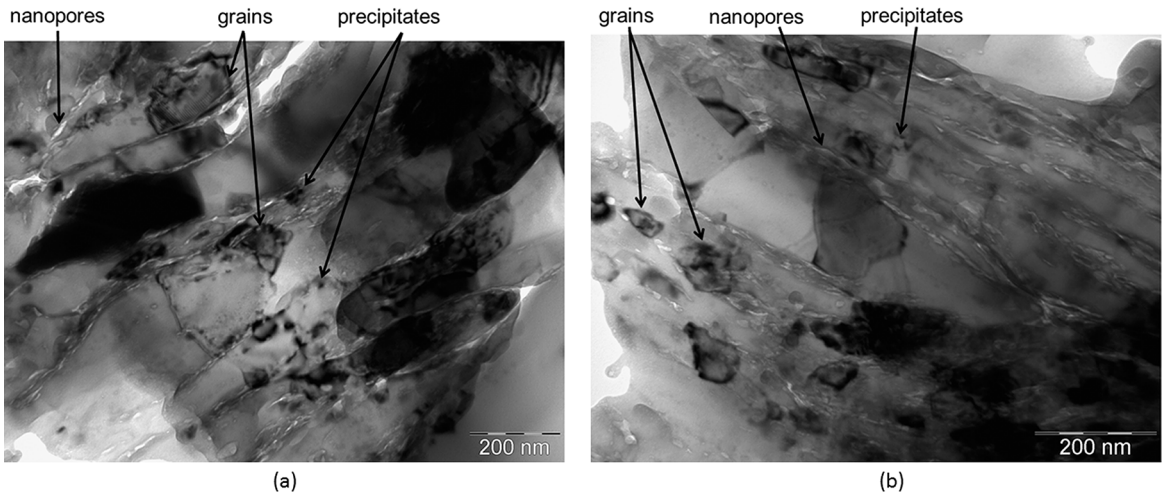 nanopores grains precipitates
grains nanopores precipitates
200 nm
200 nm
(a)
(b)